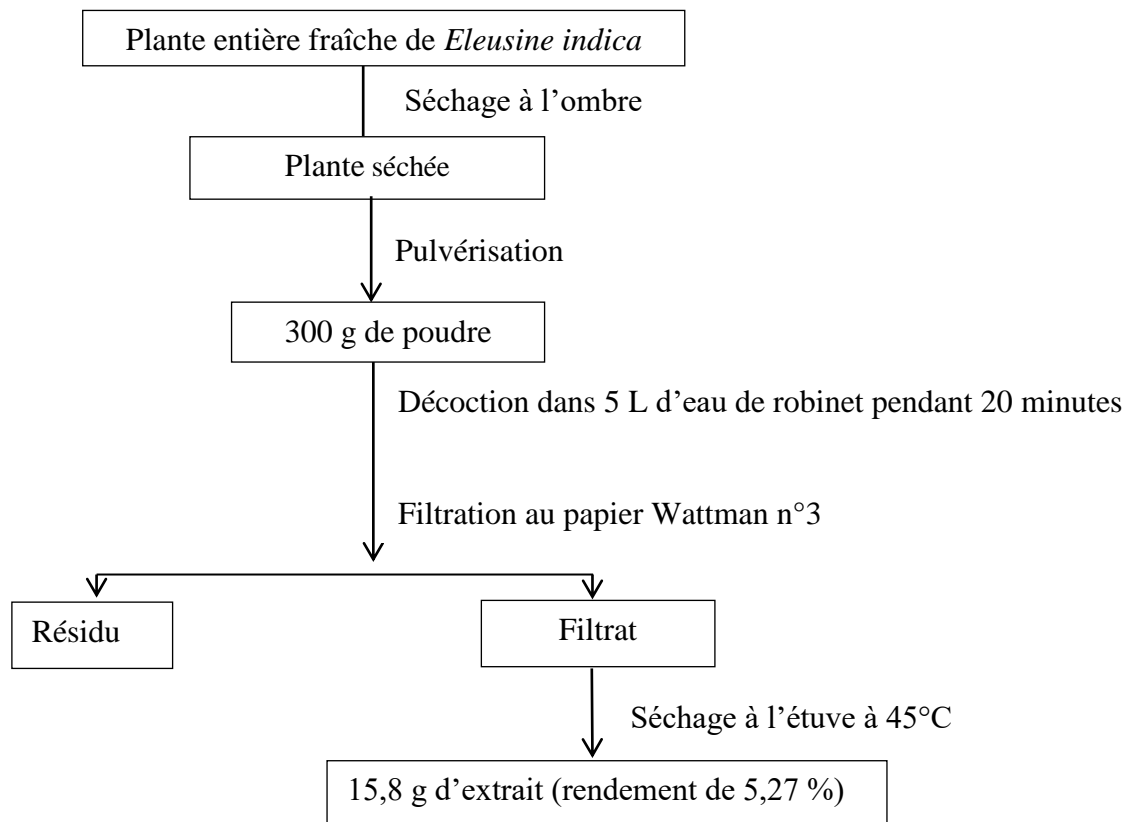 Plante entière fraîche de Eleusine indica
Séchage à l’ombre
Plante séchée
Pulvérisation
300 g de poudre
Décoction dans 5 L d’eau de robinet pendant 20 minutes
Filtration au papier Wattman n°3
Résidu
Filtrat
Séchage à l’étuve à 45°C
15,8 g d’extrait (rendement de 5,27 %)